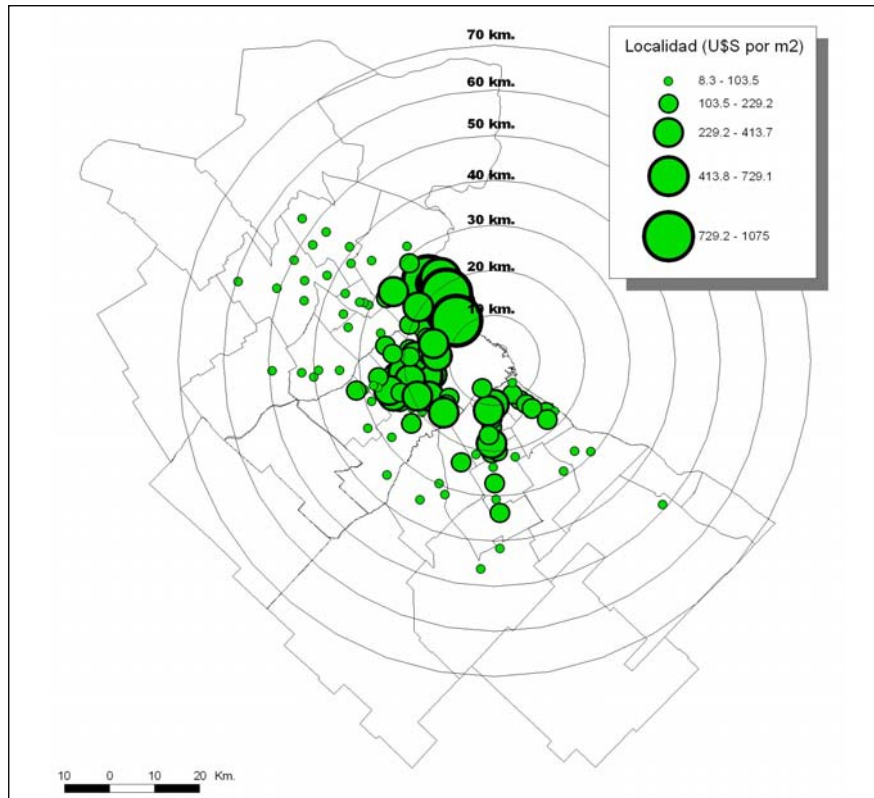 70 km.
60 km.
50 km.
40 km.
30 km.
20 km.
10 km.
Localidad (U$S por m2)
8.3 - 103.5
103.5 - 229.2
229.2 - 413.7
413.8 - 729.1
729.2 - 1075
10 0 10 20 Km.